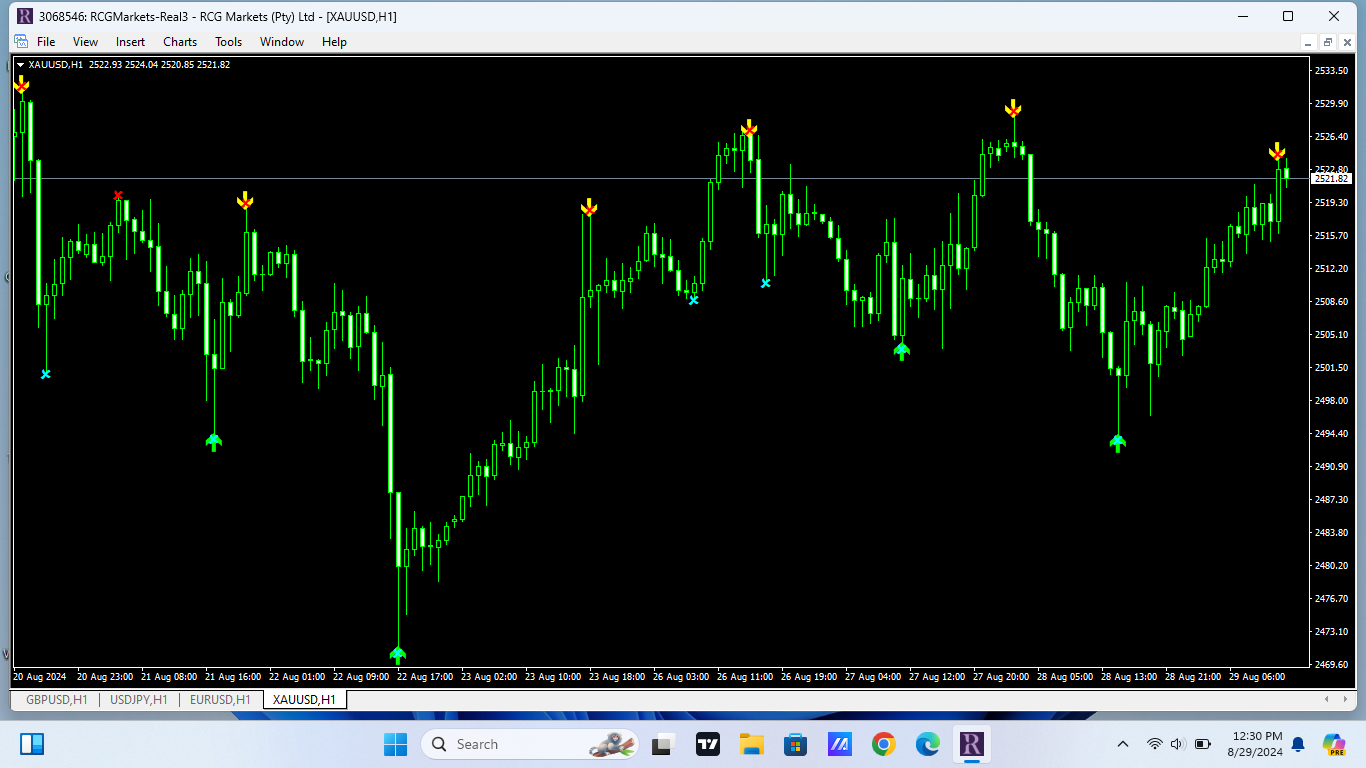 3068546: RCGMarkets-Real3 - RCG Markets (Pty) Ltd - [XAUUSD,H1]
File View Insert Charts Tools Window Help
XAUUSD,H1 2522.93 2524.04 2520.85 2521.82
2533.50
2529.90
2526.40
2522.80
2521.82
2519.30
2515.70
2512.20
2508.60
2505.10
2501.50
2498.00
2494.40
2490.90
2487.30
2483.80
2480.20
2476.70
2473.10
2469.60
20 Aug 2024 20 Aug 23:00 21 Aug 08:00 21 Aug 16:00 22 Aug 01:00 22 Aug 09:00 22 Aug 17:00 23 Aug 02:00 23 Aug 10:00 23 Aug 18:00 26 Aug 03:00 26 Aug 11:00 26 Aug 19:00 27 Aug 04:00 27 Aug 12:00 27 Aug 20:00 28 Aug 05:00 28 Aug 13:00 28 Aug 21:00 29 Aug 06:00
GBPUSD,H1 USDJPY,H1 EURUSD,H1 XAUUSD,H1
Search
12:30 PM
8/29/2024
PRE